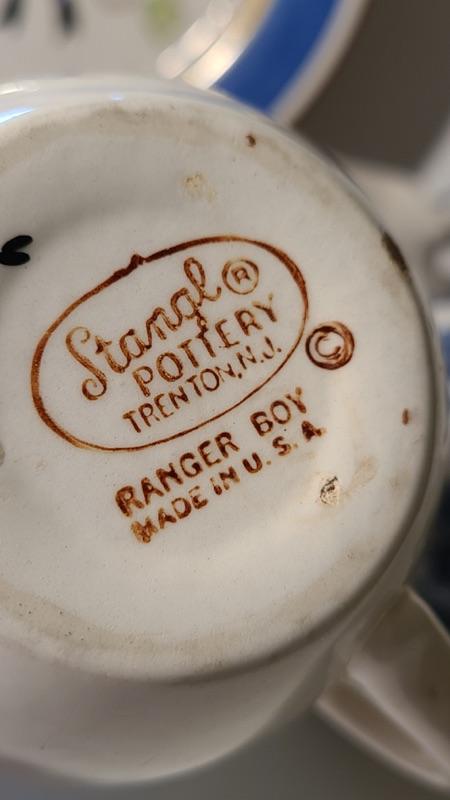 Stangl ®
POTTERY
TRENTON, N.J.
©
RANGER BOY
MADE IN U. S. A.